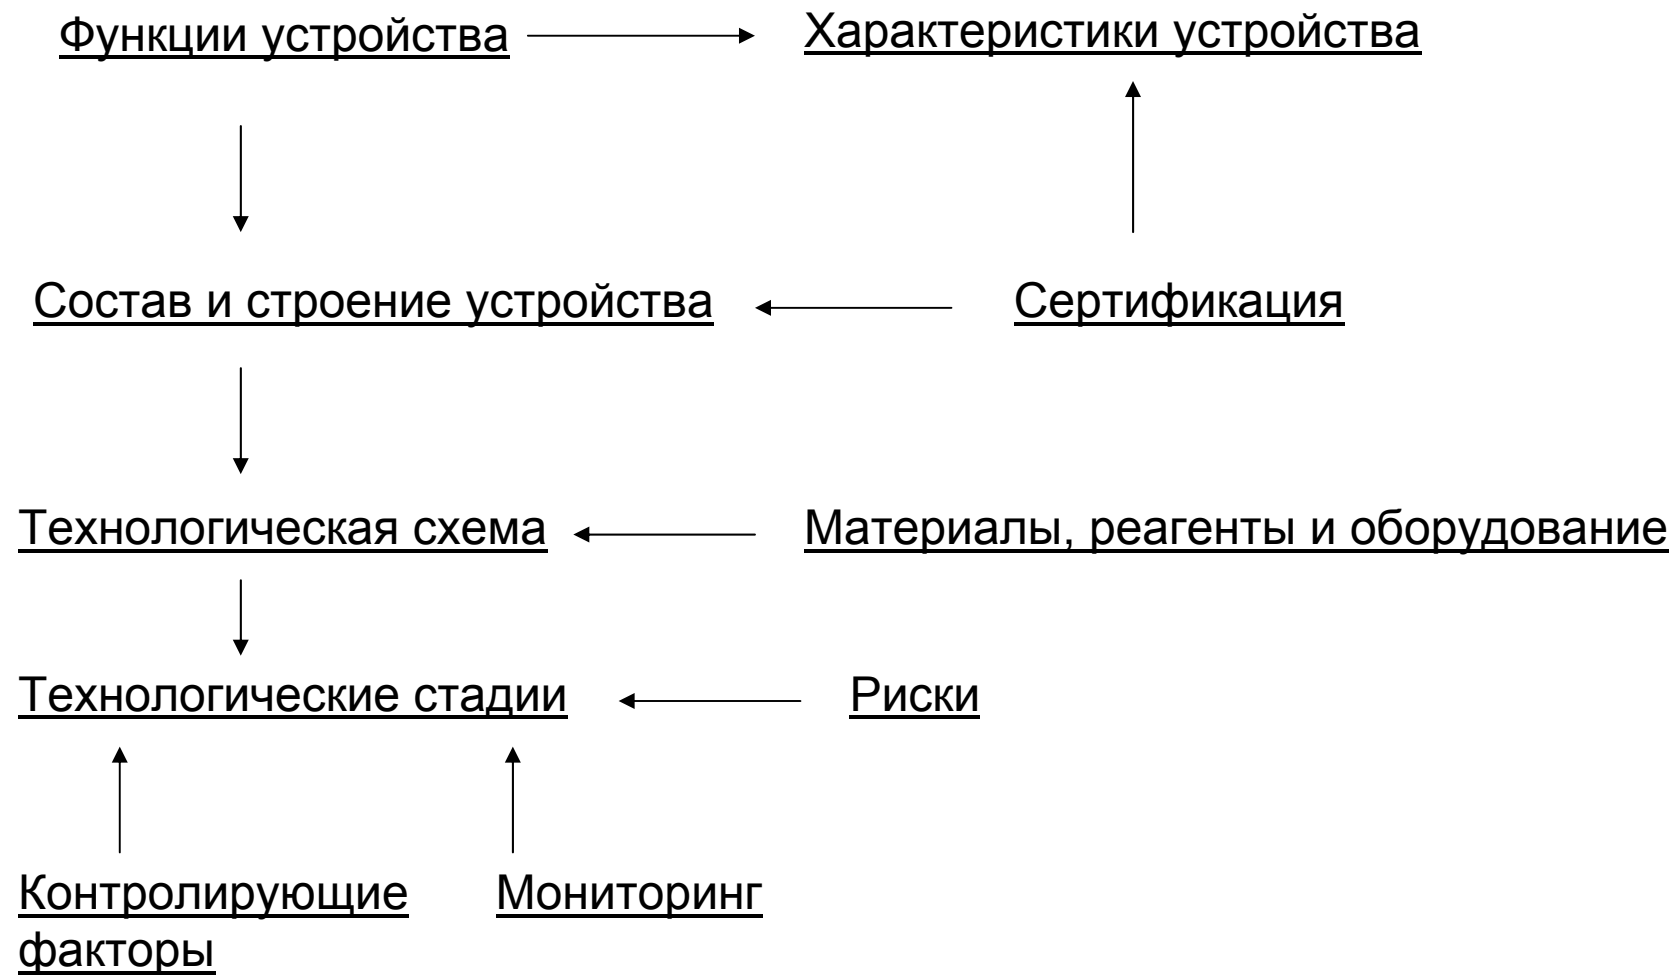 Функции устройства
Характеристики устройства
Состав и строение устройства
Сертификация
Технологическая схема
Материалы, реагенты и оборудование
Технологические стадии
Риски
Контролирующие
факторы
Мониторинг